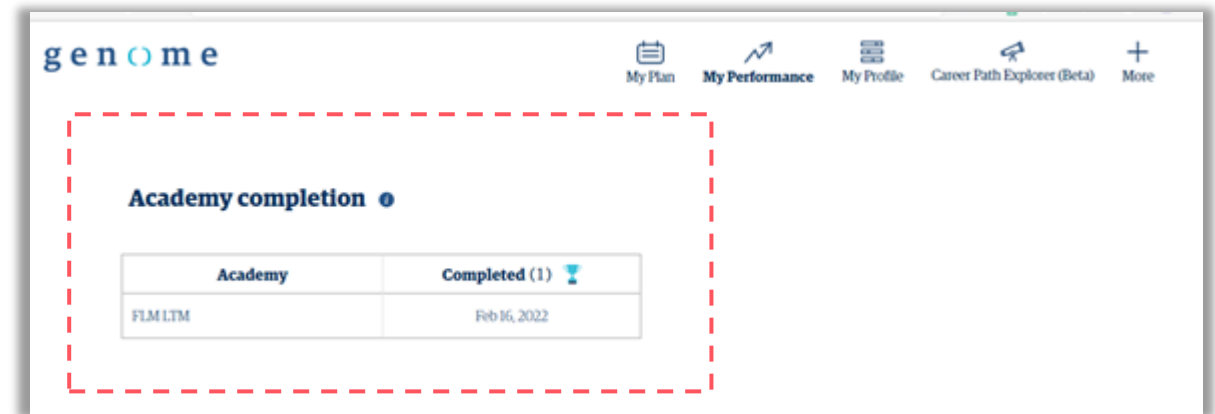 genome
My Plan My Performance My Profile Career Path Explorer (Beta) More
Academy completion
Academy Completed (1)
FLM LTM Feb 16, 2022